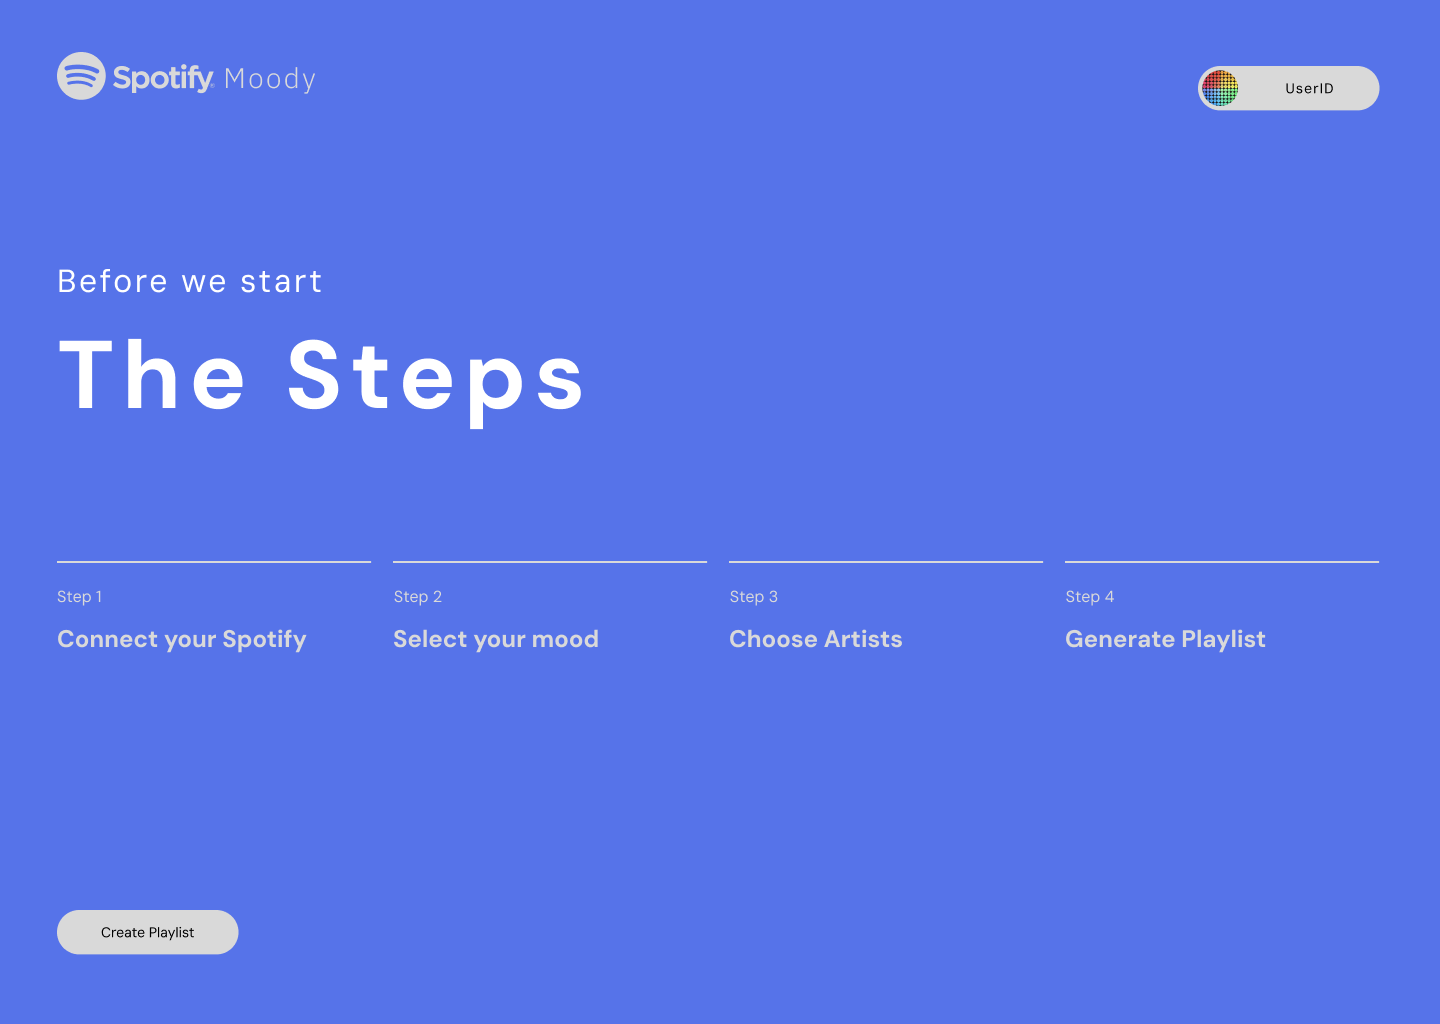 Spotify Moody
UserID
Before we start
The Steps
Step 1
Connect your Spotify
Step 2
Select your mood
Step 3
Choose Artists
Step 4
Generate Playlist
Create Playlist